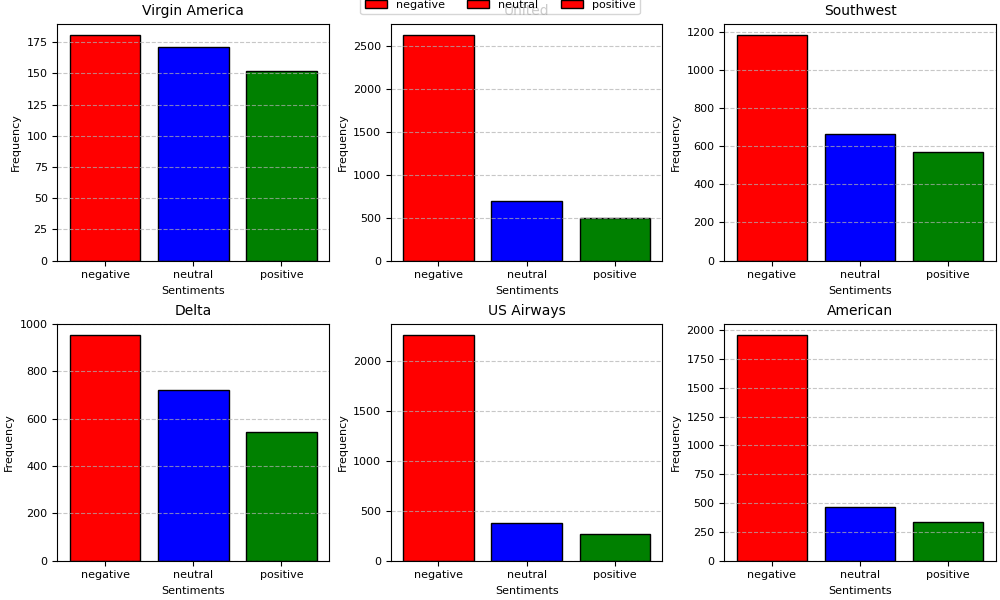 negative neutral positive
Virgin America
Frequency
175
150
125
100
75
50
25
0
negative neutral positive
Sentiments
United
Frequency
2500
2000
1500
1000
500
0
negative neutral positive
Sentiments
Southwest
Frequency
1200
1000
800
600
400
200
0
negative neutral positive
Sentiments
Delta
Frequency
1000
800
600
400
200
0
negative neutral positive
Sentiments
US Airways
Frequency
2000
1500
1000
500
0
negative neutral positive
Sentiments
American
Frequency
2000
1750
1500
1250
1000
750
500
250
0
negative neutral positive
Sentiments